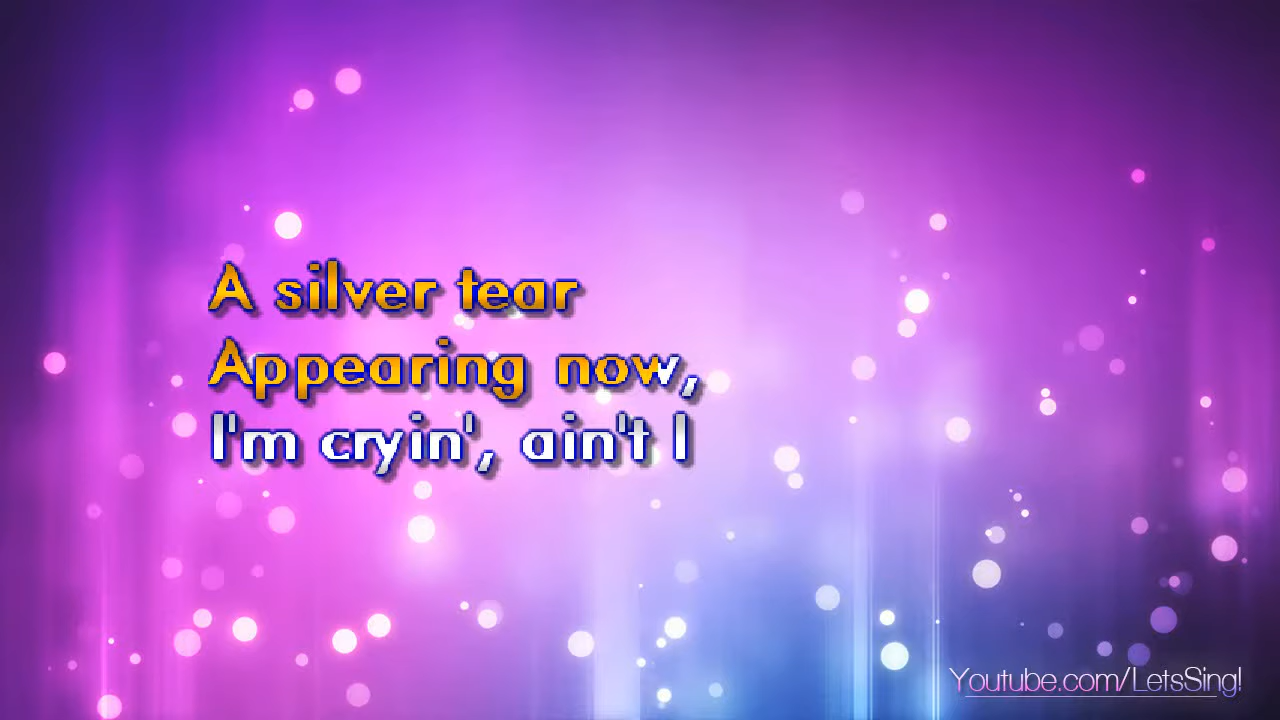 A silver tear
Appearing now,
I'm cryin', ain't I
Youtube.com/LetsSing!